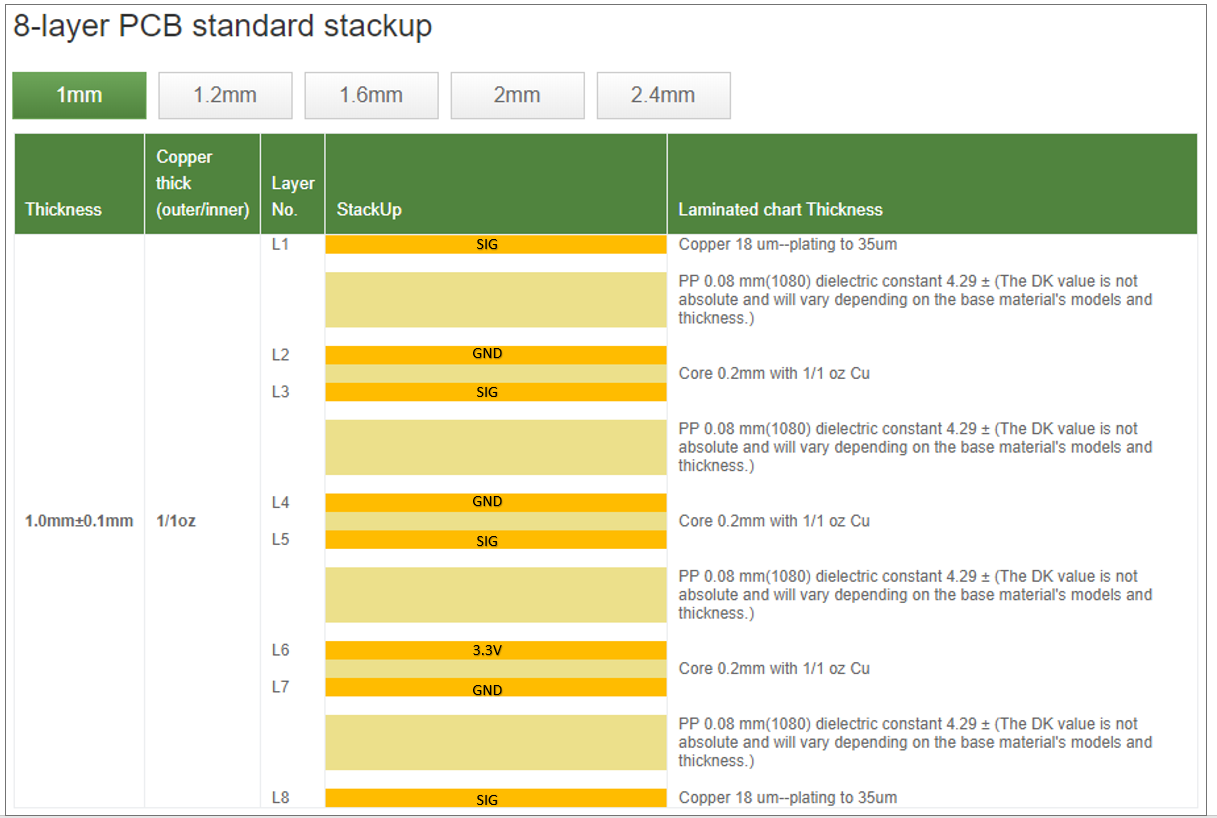 8-layer PCB standard stackup
1mm
1.2mm
1.6mm
2mm
2.4mm
Thickness
Copper
thick
(outer/inner)
Layer
No.
StackUp
Laminated chart Thickness
1.0mm±0.1mm
1/1oz
L1
SIG
Copper 18 um--plating to 35um
PP 0.08 mm(1080) dielectric constant 4.29 ± (The DK value is not
absolute and will vary depending on the base material's models and
thickness.)
L2
GND
Core 0.2mm with 1/1 oz Cu
L3
SIG
PP 0.08 mm(1080) dielectric constant 4.29 ± (The DK value is not
absolute and will vary depending on the base material's models and
thickness.)
L4
GND
Core 0.2mm with 1/1 oz Cu
L5
SIG
PP 0.08 mm(1080) dielectric constant 4.29 ± (The DK value is not
absolute and will vary depending on the base material's models and
thickness.)
L6
3.3V
Core 0.2mm with 1/1 oz Cu
L7
GND
PP 0.08 mm(1080) dielectric constant 4.29 ± (The DK value is not
absolute and will vary depending on the base material's models and
thickness.)
L8
SIG
Copper 18 um--plating to 35um